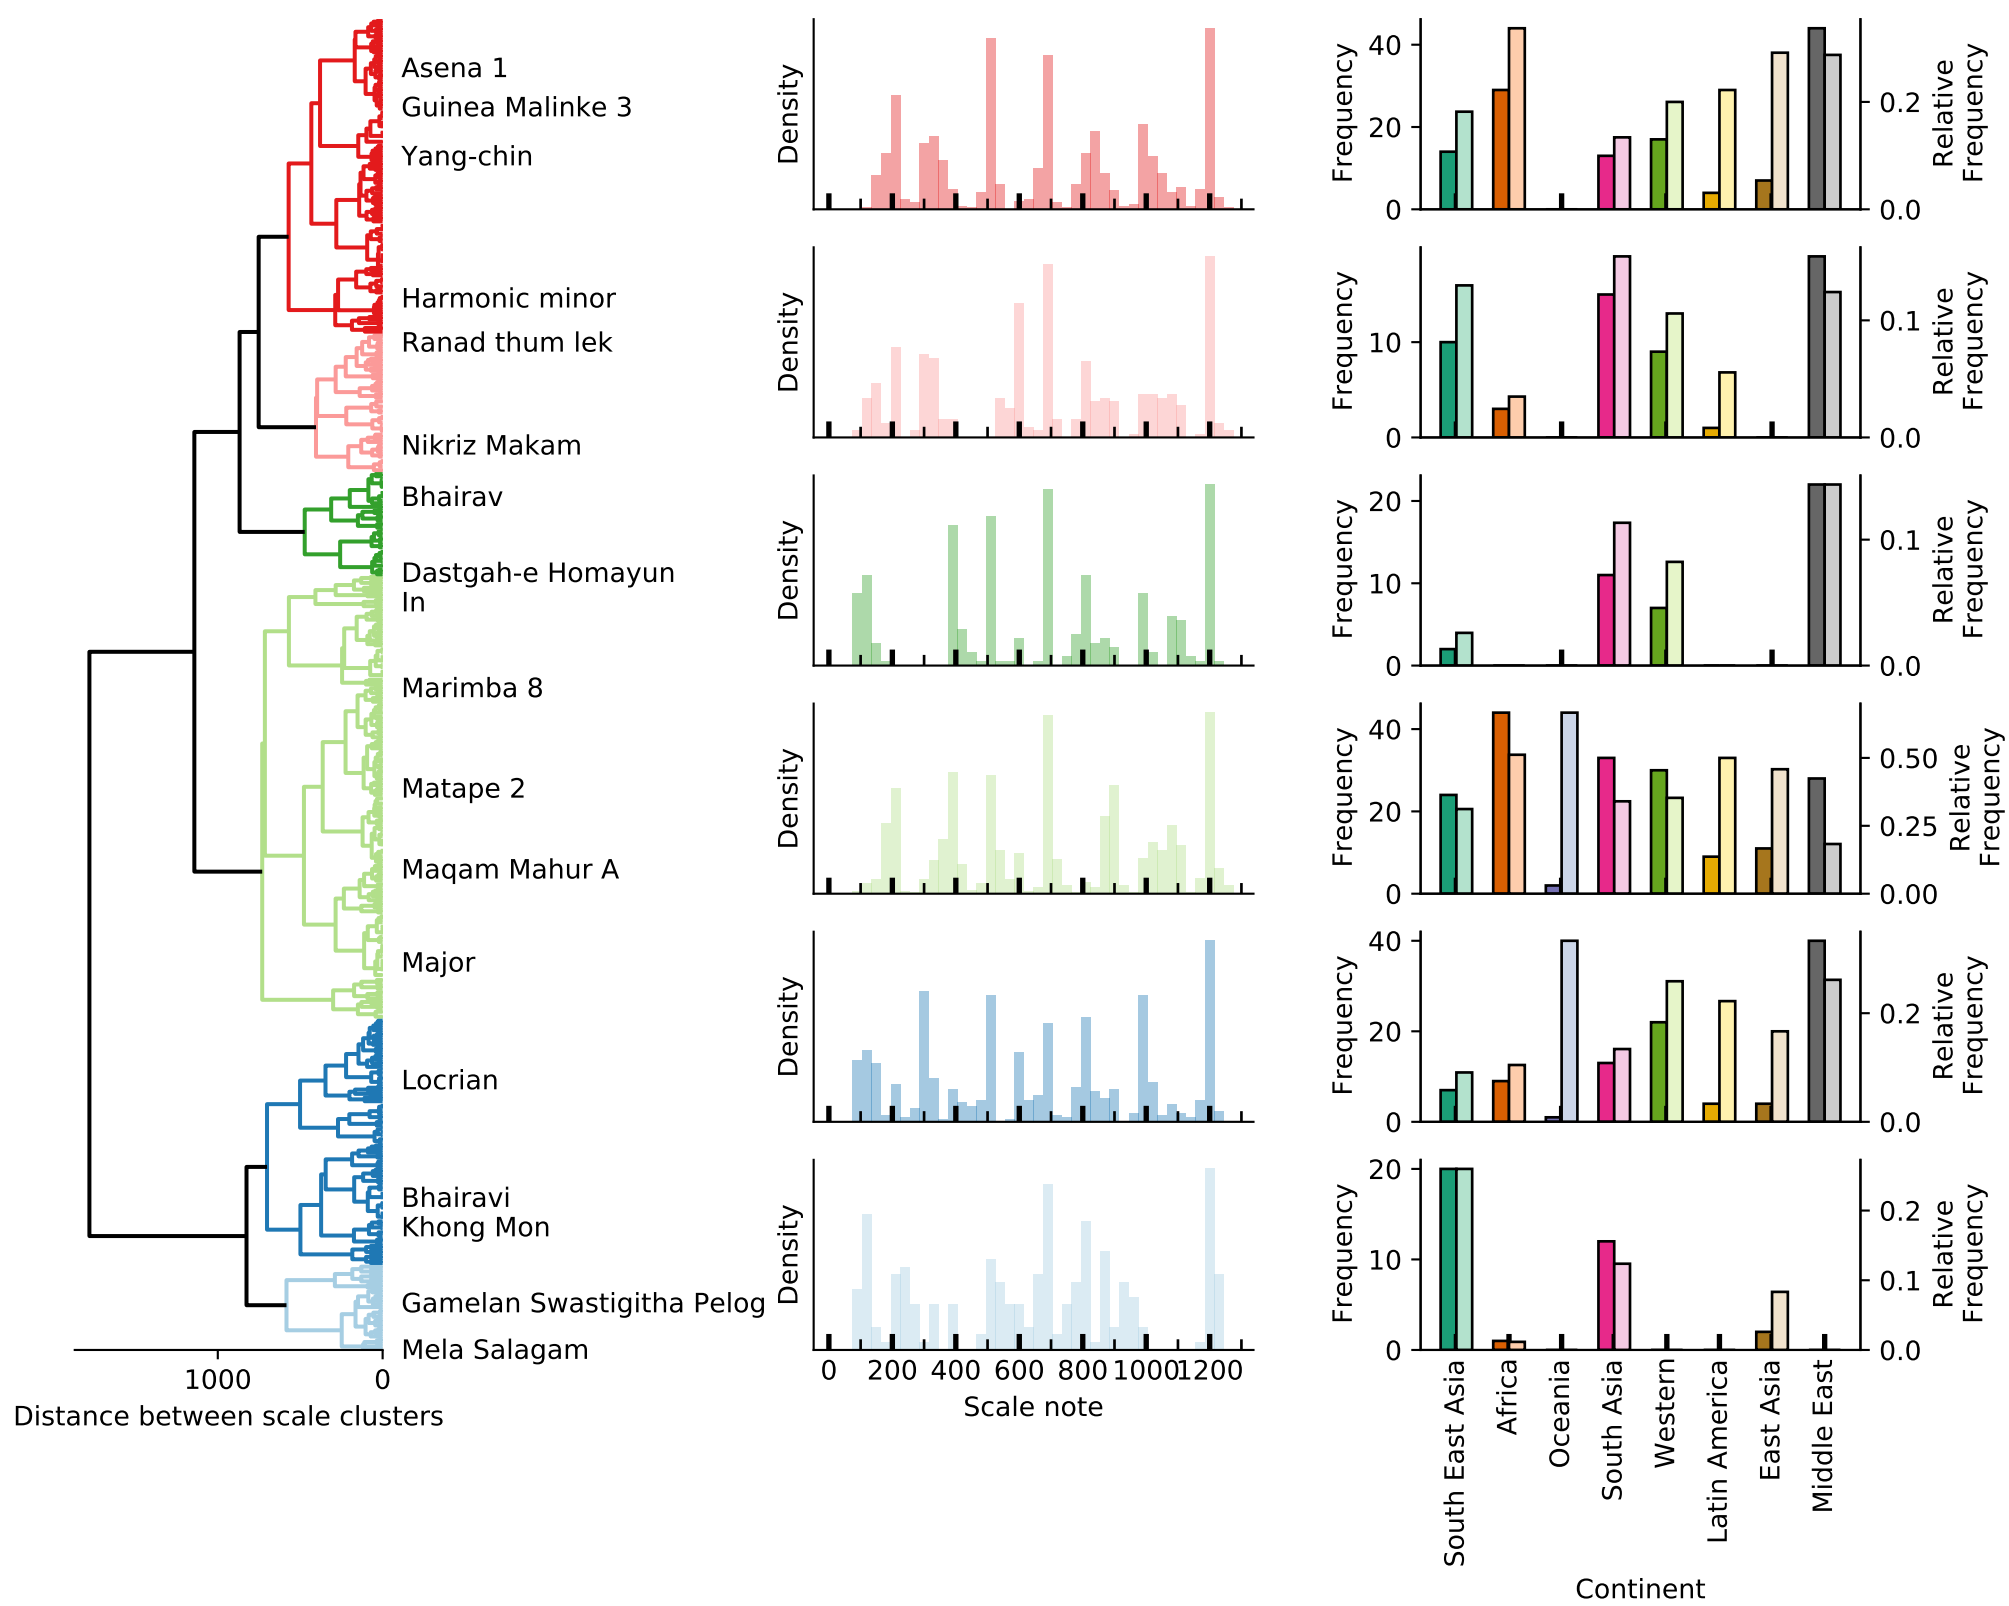 Asena 1
Guinea Malinke 3
Yang-chin
Harmonic minor
Ranad thum lek
Nikriz Makam
Bhairav
Dastgah-e Homayun
In
Marimba 8
Matape 2
Maqam Mahur A
Major
Locrian
Bhairavi
Khong Mon
Gamelan Swastigitha Pelog
Mela Salagam
1000 0
Distance between scale clusters
Density
Density
Density
Density
Density
Density
0 200 400 600 800 1000 1200
Scale note
Frequency
40
20
0
0.2
0.0
Relative
Frequency
Frequency
10
0
0.1
0.0
Relative
Frequency
Frequency
20
10
0
0.1
0.0
Relative
Frequency
Frequency
40
20
0
0.50
0.25
0.00
Relative
Frequency
Frequency
40
20
0
0.2
0.0
Relative
Frequency
Frequency
20
10
0
0.2
0.1
0.0
Relative
Frequency
South East Asia
Africa
Oceania
South Asia
Western
Latin America
East Asia
Middle East
Continent